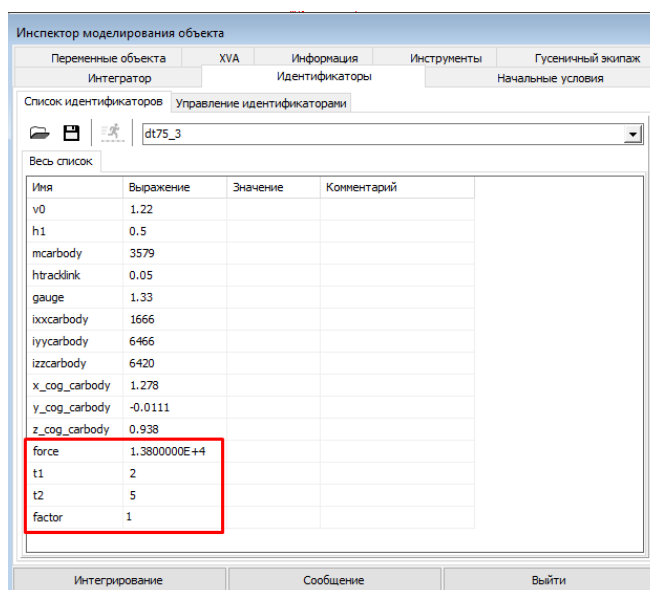 Инспектор моделирования объекта
Переменные объекта XVA Информация Инструменты Гусеничный экипаж
Интегратор Идентификаторы Начальные условия
Список идентификаторов Управление идентификаторами
dt75_3
Весь список
Имя Выражение Значение Комментарий
v0 1.22
h1 0.5
mcarbody 3579
htracklink 0.05
gauge 1.33
ixxcarbody 1666
iyycarbody 6466
izzcarbody 6420
x_cog_carbody 1.278
y_cog_carbody -0.0111
z_cog_carbody 0.938
force 1.3800000E+4
t1 2
t2 5
factor 1
Интегрирование Сообщение Выйти